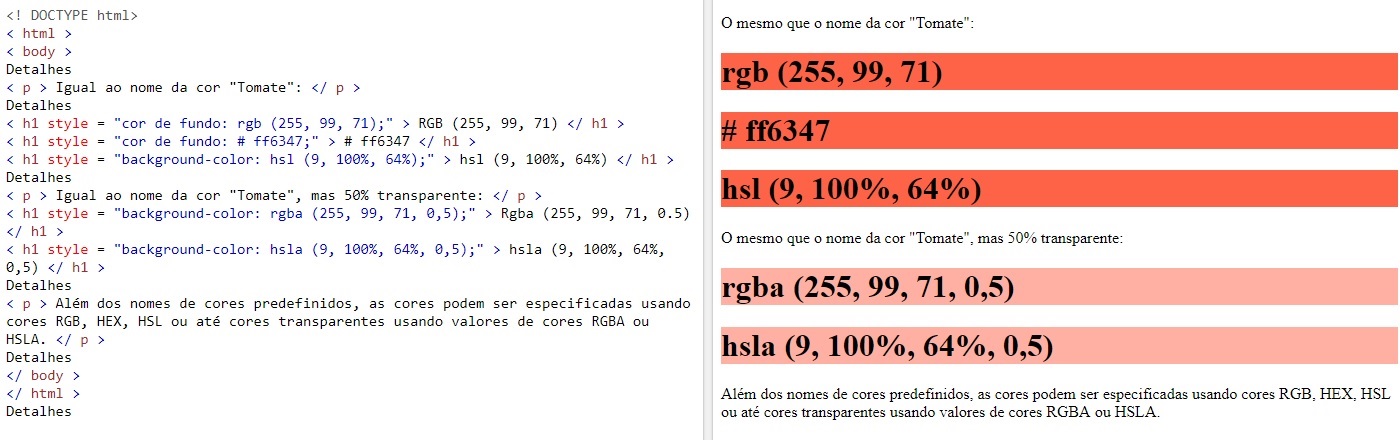 <! DOCTYPE html>
< html >
< body >
Detalhes
< p > Igual ao nome da cor "Tomate": </ p >
Detalhes
< h1 style = "cor de fundo: rgb (255, 99, 71);" > RGB (255, 99, 71) </ h1 >
< h1 style = "cor de fundo: # ff6347;" > # ff6347 </ h1 >
< h1 style = "background-color: hsl (9, 100%, 64%);" > hsl (9, 100%, 64%) </ h1 >
Detalhes
< p > Igual ao nome da cor "Tomate", mas 50% transparente: </ p >
< h1 style = "background-color: rgba (255, 99, 71, 0,5);" > Rgba (255, 99, 71, 0.5)
</ h1 >
< h1 style = "background-color: hsla (9, 100%, 64%, 0,5);" > hsla (9, 100%, 64%,
0,5) </ h1 >
Detalhes
< p > Além dos nomes de cores predefinidos, as cores podem ser especificadas usando
cores RGB, HEX, HSL ou até cores transparentes usando valores de cores RGBA ou
HSLA. </ p >
Detalhes
</ body >
</ html >
Detalhes
O mesmo que o nome da cor "Tomate":
rgb (255, 99, 71)
# ff6347
hsl (9, 100%, 64%)
O mesmo que o nome da cor "Tomate", mas 50% transparente:
rgba (255, 99, 71, 0,5)
hsla (9, 100%, 64%, 0,5)
Além dos nomes de cores predefinidos, as cores podem ser especificadas usando cores RGB, HEX, HSL
ou até cores transparentes usando valores de cores RGBA ou HSLA.